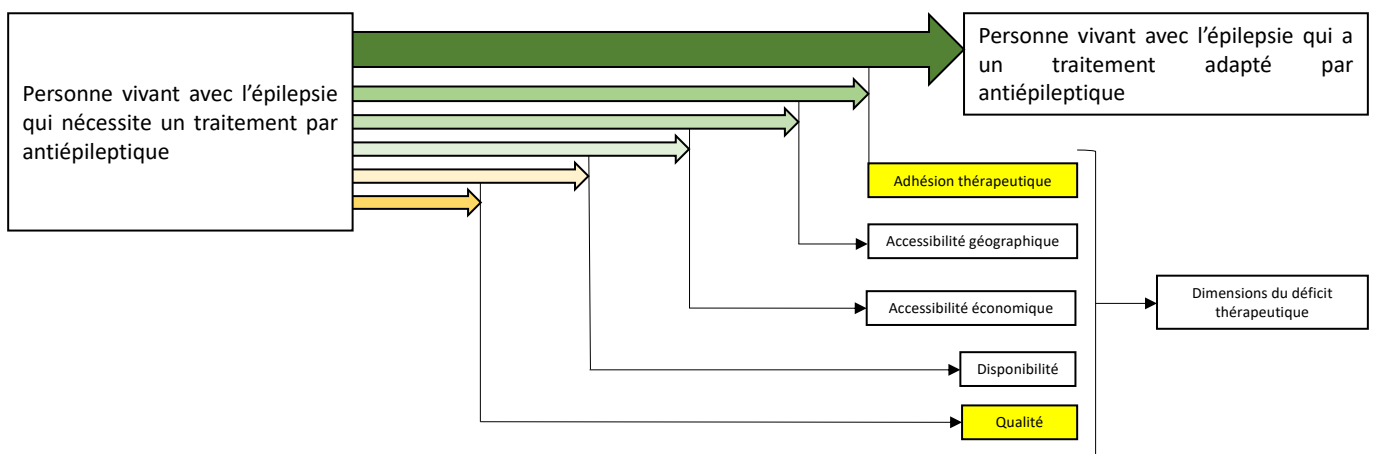 Personne vivant avec l’épilepsie
qui nécessite un traitement par
antiépileptique
Personne vivant avec l’épilepsie qui a
un traitement adapté par
antiépileptique
Adhésion thérapeutique
Accessibilité géographique
Accessibilité économique
Disponibilité
Qualité
Dimensions du déficit
thérapeutique